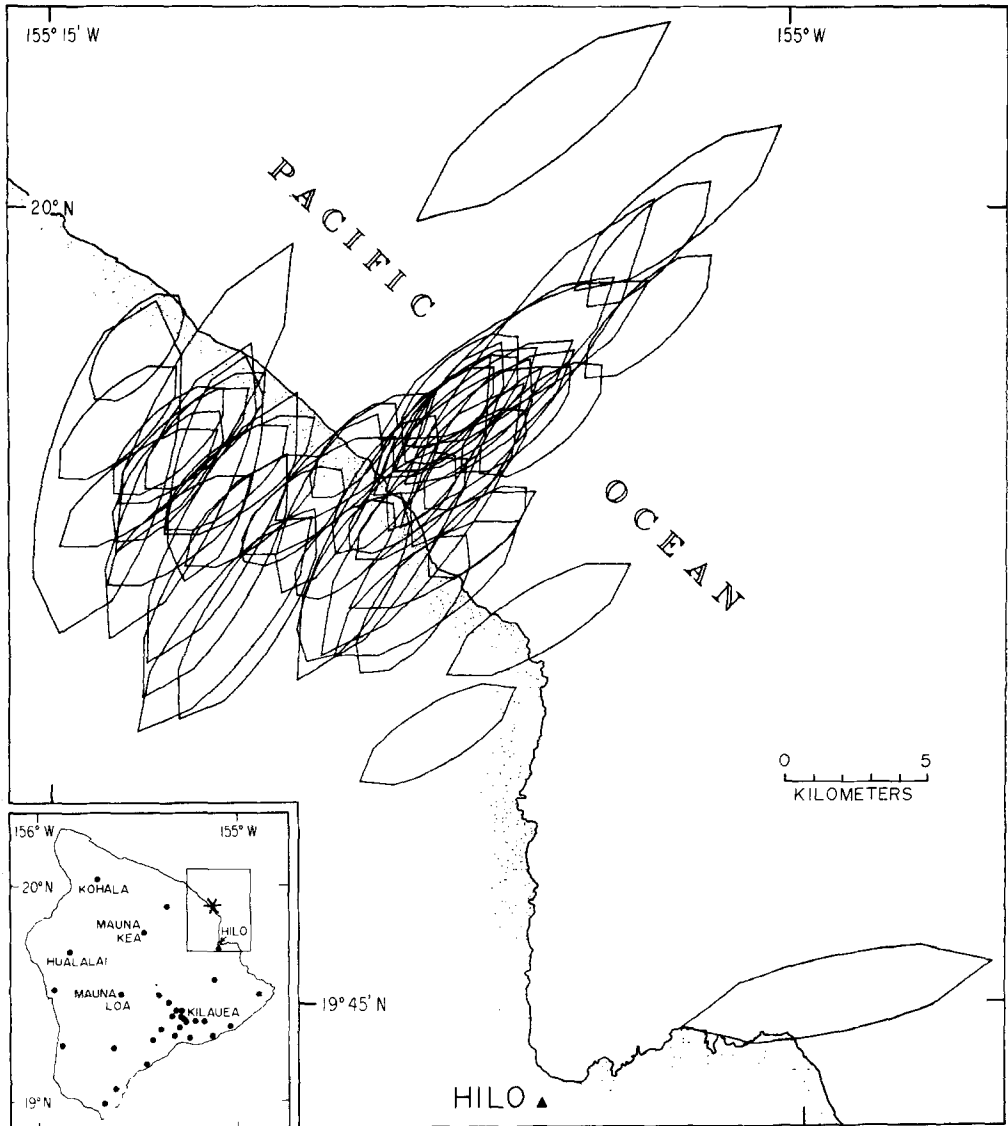 155° 15' W
155° W
20° N
PACIFIC
OCEAN
0 5
KILOMETERS
156° W
155° W
20° N
KOHALA
MAUNA
KEA
HILO
HUALALAI
MAUNA
LOA
KILAUEA
19° 45' N
19° N
HILO